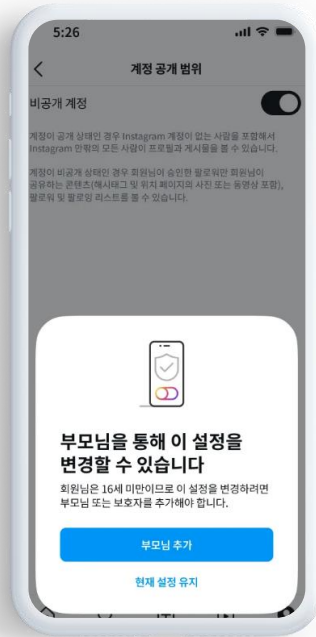 5:26
계정 공개 범위
비공개 계정
계정이 공개 상태인 경우 Instagram 계정이 없는 사람을 포함해서
Instagram 안팎의 모든 사람이 프로필과 게시물을 볼 수 있습니다.
계정이 비공개 상태인 경우 회원님이 승인한 팔로워만 회원님이
공유하는 콘텐츠(해시태그 및 위치 페이지의 사진 또는 동영상 포함),
팔로워 및 팔로잉 리스트를 볼 수 있습니다.
부모님을 통해 이 설정을
변경할 수 있습니다
회원님은 16세 미만이므로 이 설정을 변경하려면
부모님 또는 보호자를 추가해야 합니다.
부모님 추가
현재 설정 유지